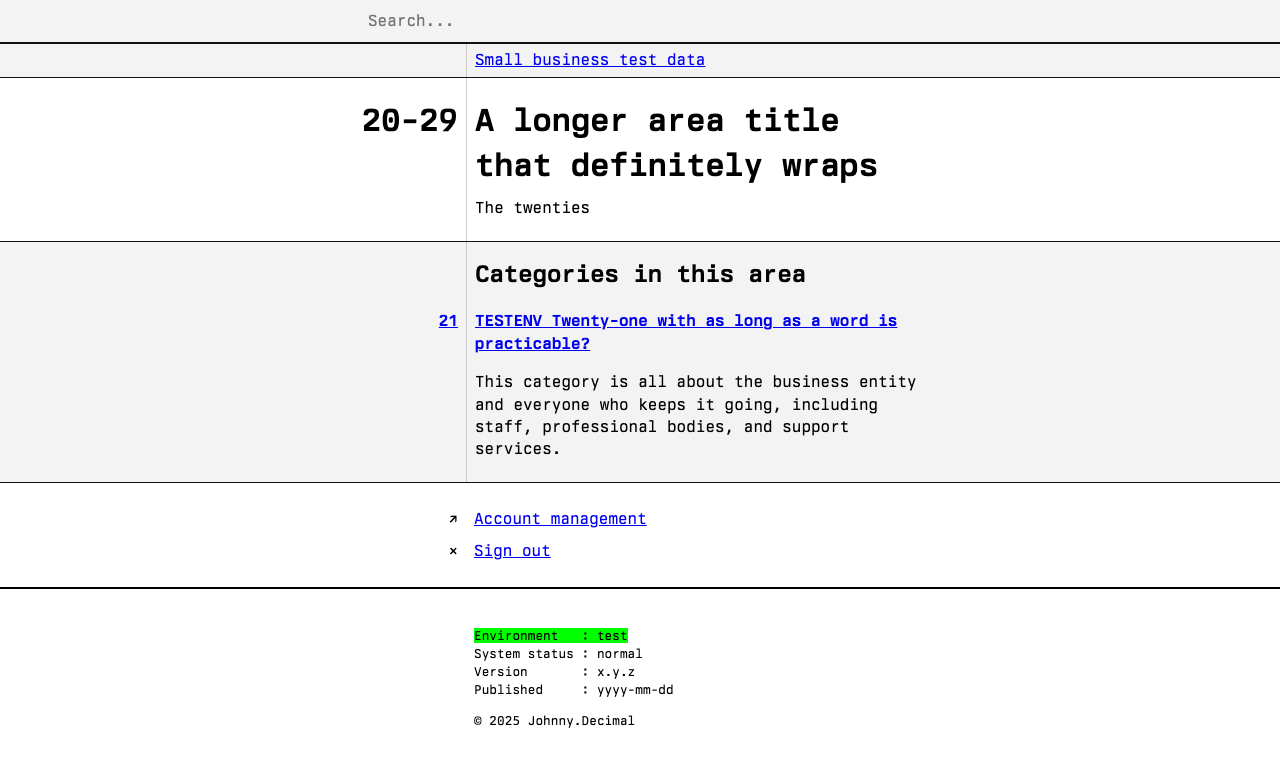 Search...
Small business test data
20-29 A longer area title
that definitely wraps
The twenties
Categories in this area
21 TESTENV Twenty-one with as long as a word is
practicable?
This category is all about the business entity
and everyone who keeps it going, including
staff, professional bodies, and support
services.
↗ Account management
× Sign out
Environment : test
System status : normal
Version : x.y.z
Published : yyyy-mm-dd
© 2025 Johnny.Decimal